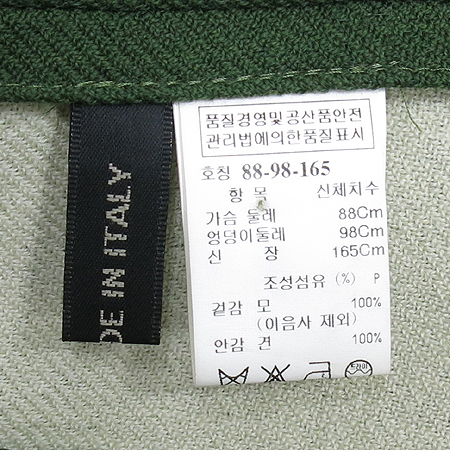 품질경영및공산품안전
관리법에의한품질표시
호칭 88-98-165
항 목 신체치수
가슴 둘레 88Cm
엉덩이둘레 98Cm
신 장 165Cm
조성섬유 (%) P
겉감 모 100%
(이음사 제외)
안감 견 100%
드라이
DE IN ITALY